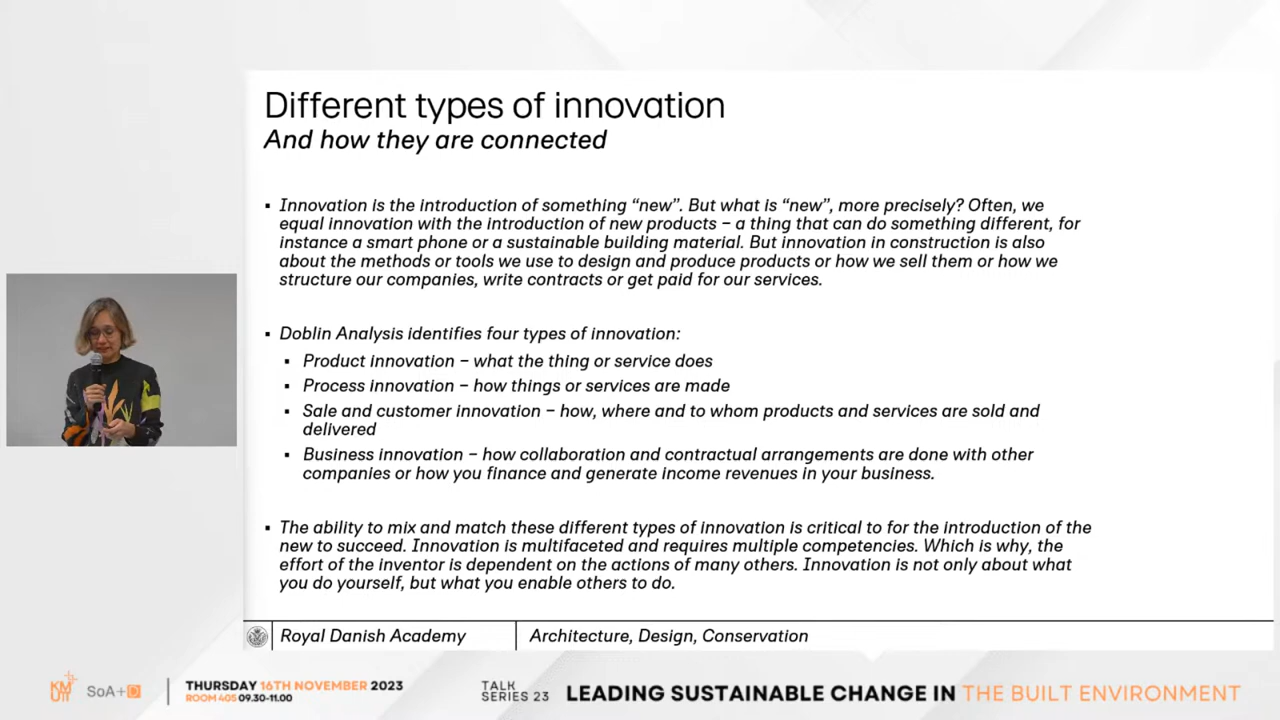 Different types of innovation
And how they are connected
▪ Innovation is the introduction of something “new”. But what is “new”, more precisely? Often, we
equal innovation with the introduction of new products – a thing that can do something different, for
instance a smart phone or a sustainable building material. But innovation in construction is also
about the methods or tools we use to design and produce products or how we sell them or how we
structure our companies, write contracts or get paid for our services.
▪ Doblin Analysis identifies four types of innovation:
▪ Product innovation – what the thing or service does
▪ Process innovation – how things or services are made
▪ Sale and customer innovation – how, where and to whom products and services are sold and
delivered
▪ Business innovation – how collaboration and contractual arrangements are done with other
companies or how you finance and generate income revenues in your business.
▪ The ability to mix and match these different types of innovation is critical to for the introduction of the
new to succeed. Innovation is multifaceted and requires multiple competencies. Which is why, the
effort of the inventor is dependent on the actions of many others. Innovation is not only about what
you do yourself, but what you enable others to do.
Royal Danish Academy
Architecture, Design, Conservation
KM
UTT
SoA+D
THURSDAY 16TH NOVEMBER 2023
ROOM 405 09.30-11.00
TALK
SERIES 23
LEADING SUSTAINABLE CHANGE IN THE BUILT ENVIRONMENT